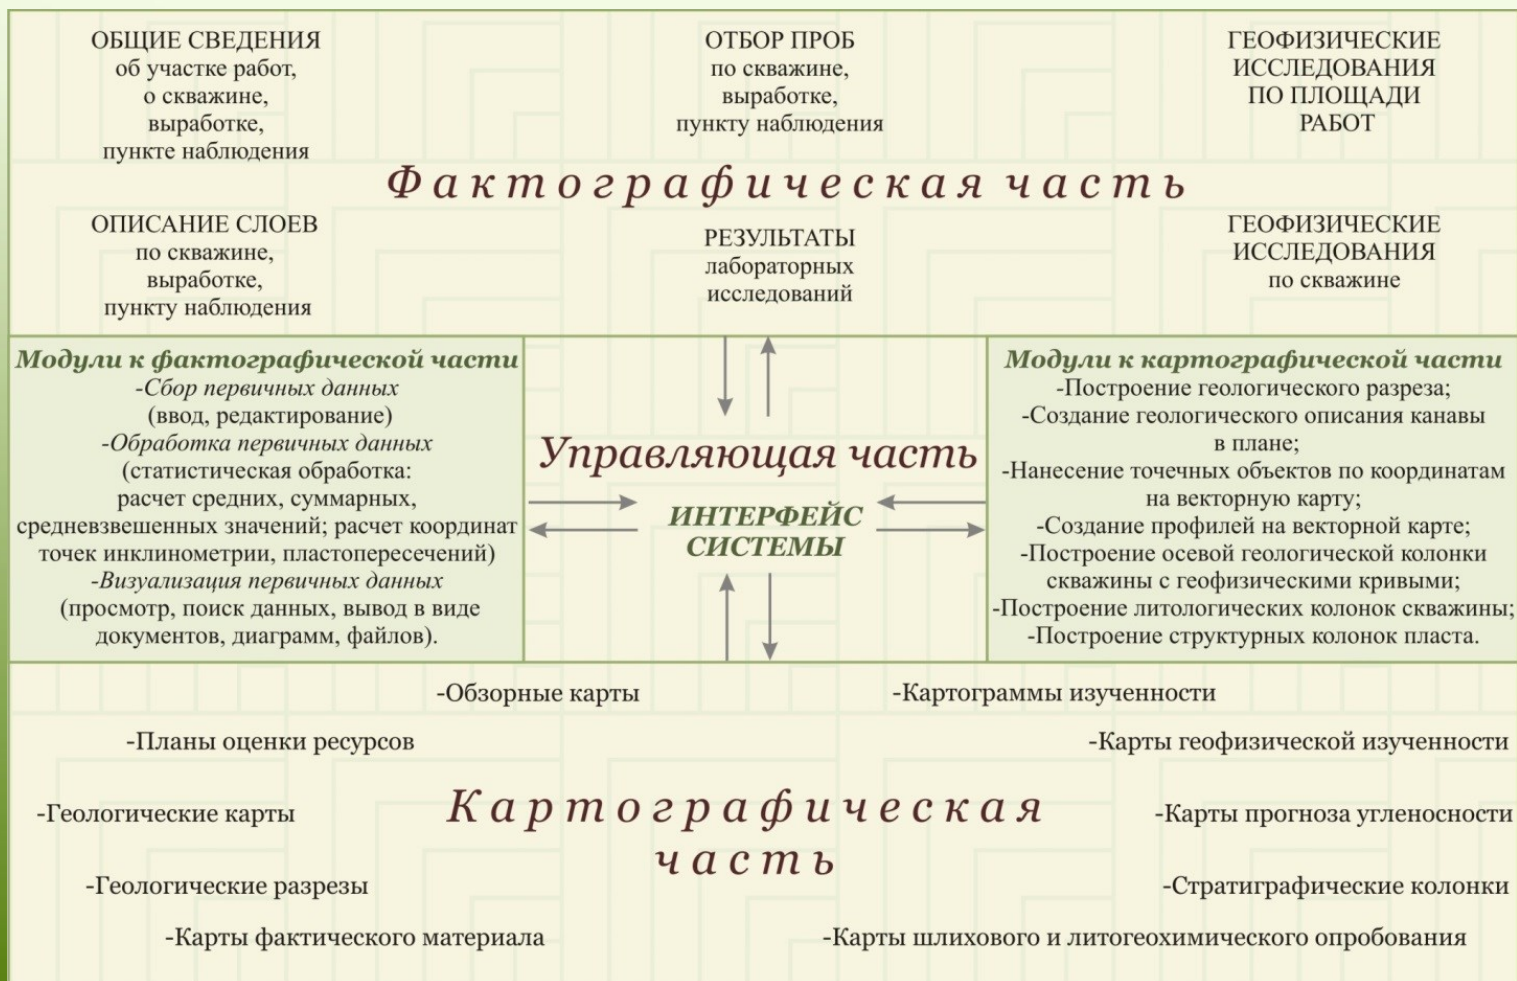 ОБЩИЕ СВЕДЕНИЯ
об участке работ,
о скважине,
выработке,
пункте наблюдения
ОТБОР ПРОБ
по скважине,
выработке,
пункту наблюдения
ГЕОФИЗИЧЕСКИЕ
ИССЛЕДОВАНИЯ
ПО ПЛОЩАДИ
РАБОТ
Фактографическая часть
ОПИСАНИЕ СЛОЕВ
по скважине,
выработке,
пункту наблюдения
РЕЗУЛЬТАТЫ
лабораторных
исследований
ГЕОФИЗИЧЕСКИЕ
ИССЛЕДОВАНИЯ
по скважине
Модули к фактографической части
-Сбор первичных данных
(ввод, редактирование)
-Обработка первичных данных
(статистическая обработка:
расчет средних, суммарных,
средневзвешенных значений; расчет координат
точек инклинометрии, пластопересечений)
-Визуализация первичных данных
(просмотр, поиск данных, вывод в виде
документов, диаграмм, файлов).
Управляющая часть
ИНТЕРФЕЙС
СИСТЕМЫ
Модули к картографической части
-Построение геологического разреза;
-Создание геологического описания канавы
в плане;
-Нанесение точечных объектов по координатам
на векторную карту;
-Создание профилей на векторной карте;
-Построение осевой геологической колонки
скважины с геофизическими кривыми;
-Построение литологических колонок скважины;
-Построение структурных колонок пласта.
-Обзорные карты
-Картограммы изученности
-Планы оценки ресурсов
-Карты геофизической изученности
-Геологические карты
Картографическая
часть
-Карты прогноза угленосности
-Геологические разрезы
-Стратиграфические колонки
-Карты фактического материала
-Карты шлихового и литогеохимического опробования